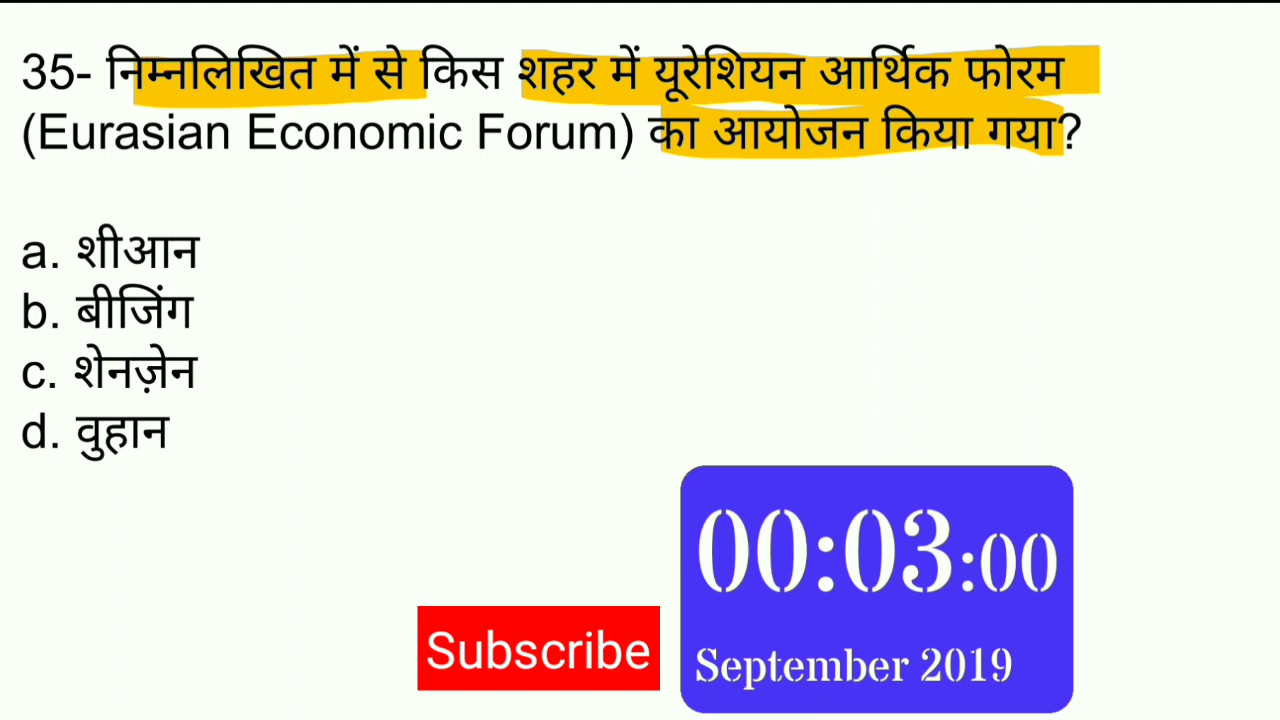 35- निम्नलिखित में से किस शहर में यूरेशियन आर्थिक फोरम
(Eurasian Economic Forum) का आयोजन किया गया?
a. शीआन
b. बीजिंग
c. शेनज़ेन
d. वुहान
00:03:00
Subscribe
September 2019